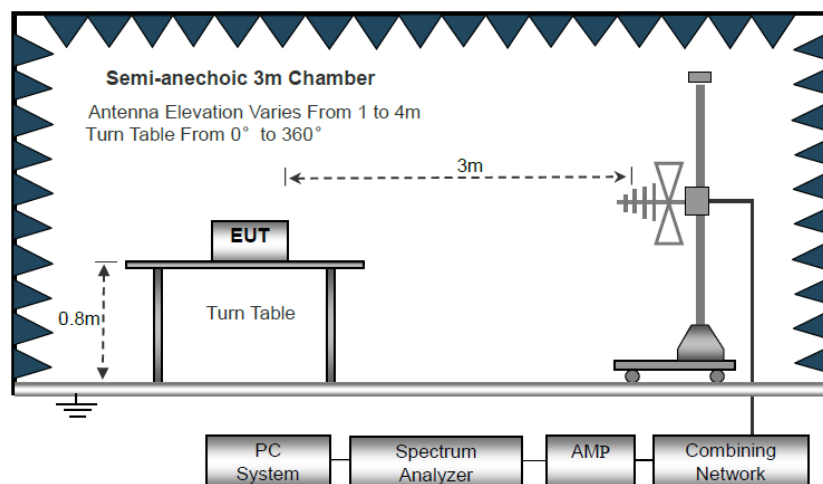 Semi-anechoic 3m Chamber
Antenna Elevation Varies From 1 to 4m
Turn Table From 0° to 360°
3m
EUT
0.8m
Turn Table
PC
System
Spectrum
Analyzer
AMP
Combining
Network